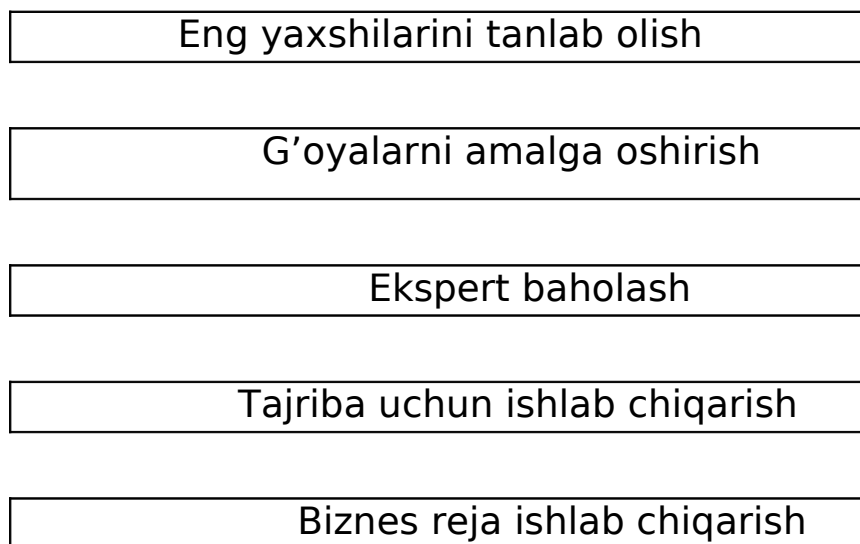 Eng yaxshilarini tanlab olish
G’oyalarni amalga oshirish
Ekspert baholash
Tajriba uchun ishlab chiqarish
Biznes reja ishlab chiqarish